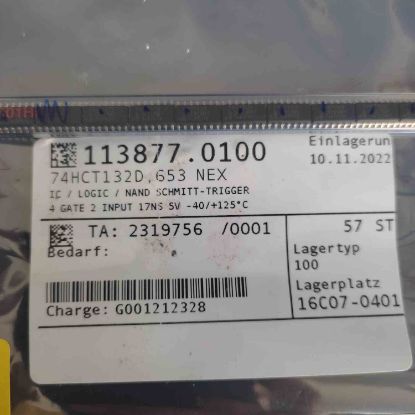 113877.0100
Einlagerun
10.11.2022
74HCT132D,653 NEX
IC / LOGIC / NAND SCHMITT-TRIGGER
4 GATE 2 INPUT 17NS 5V -40/+125°C
TA: 2319756 /0001
57 ST
Bedarf:
Lagertyp
100
Lagerplatz
16C07-0401
Charge: G001212328